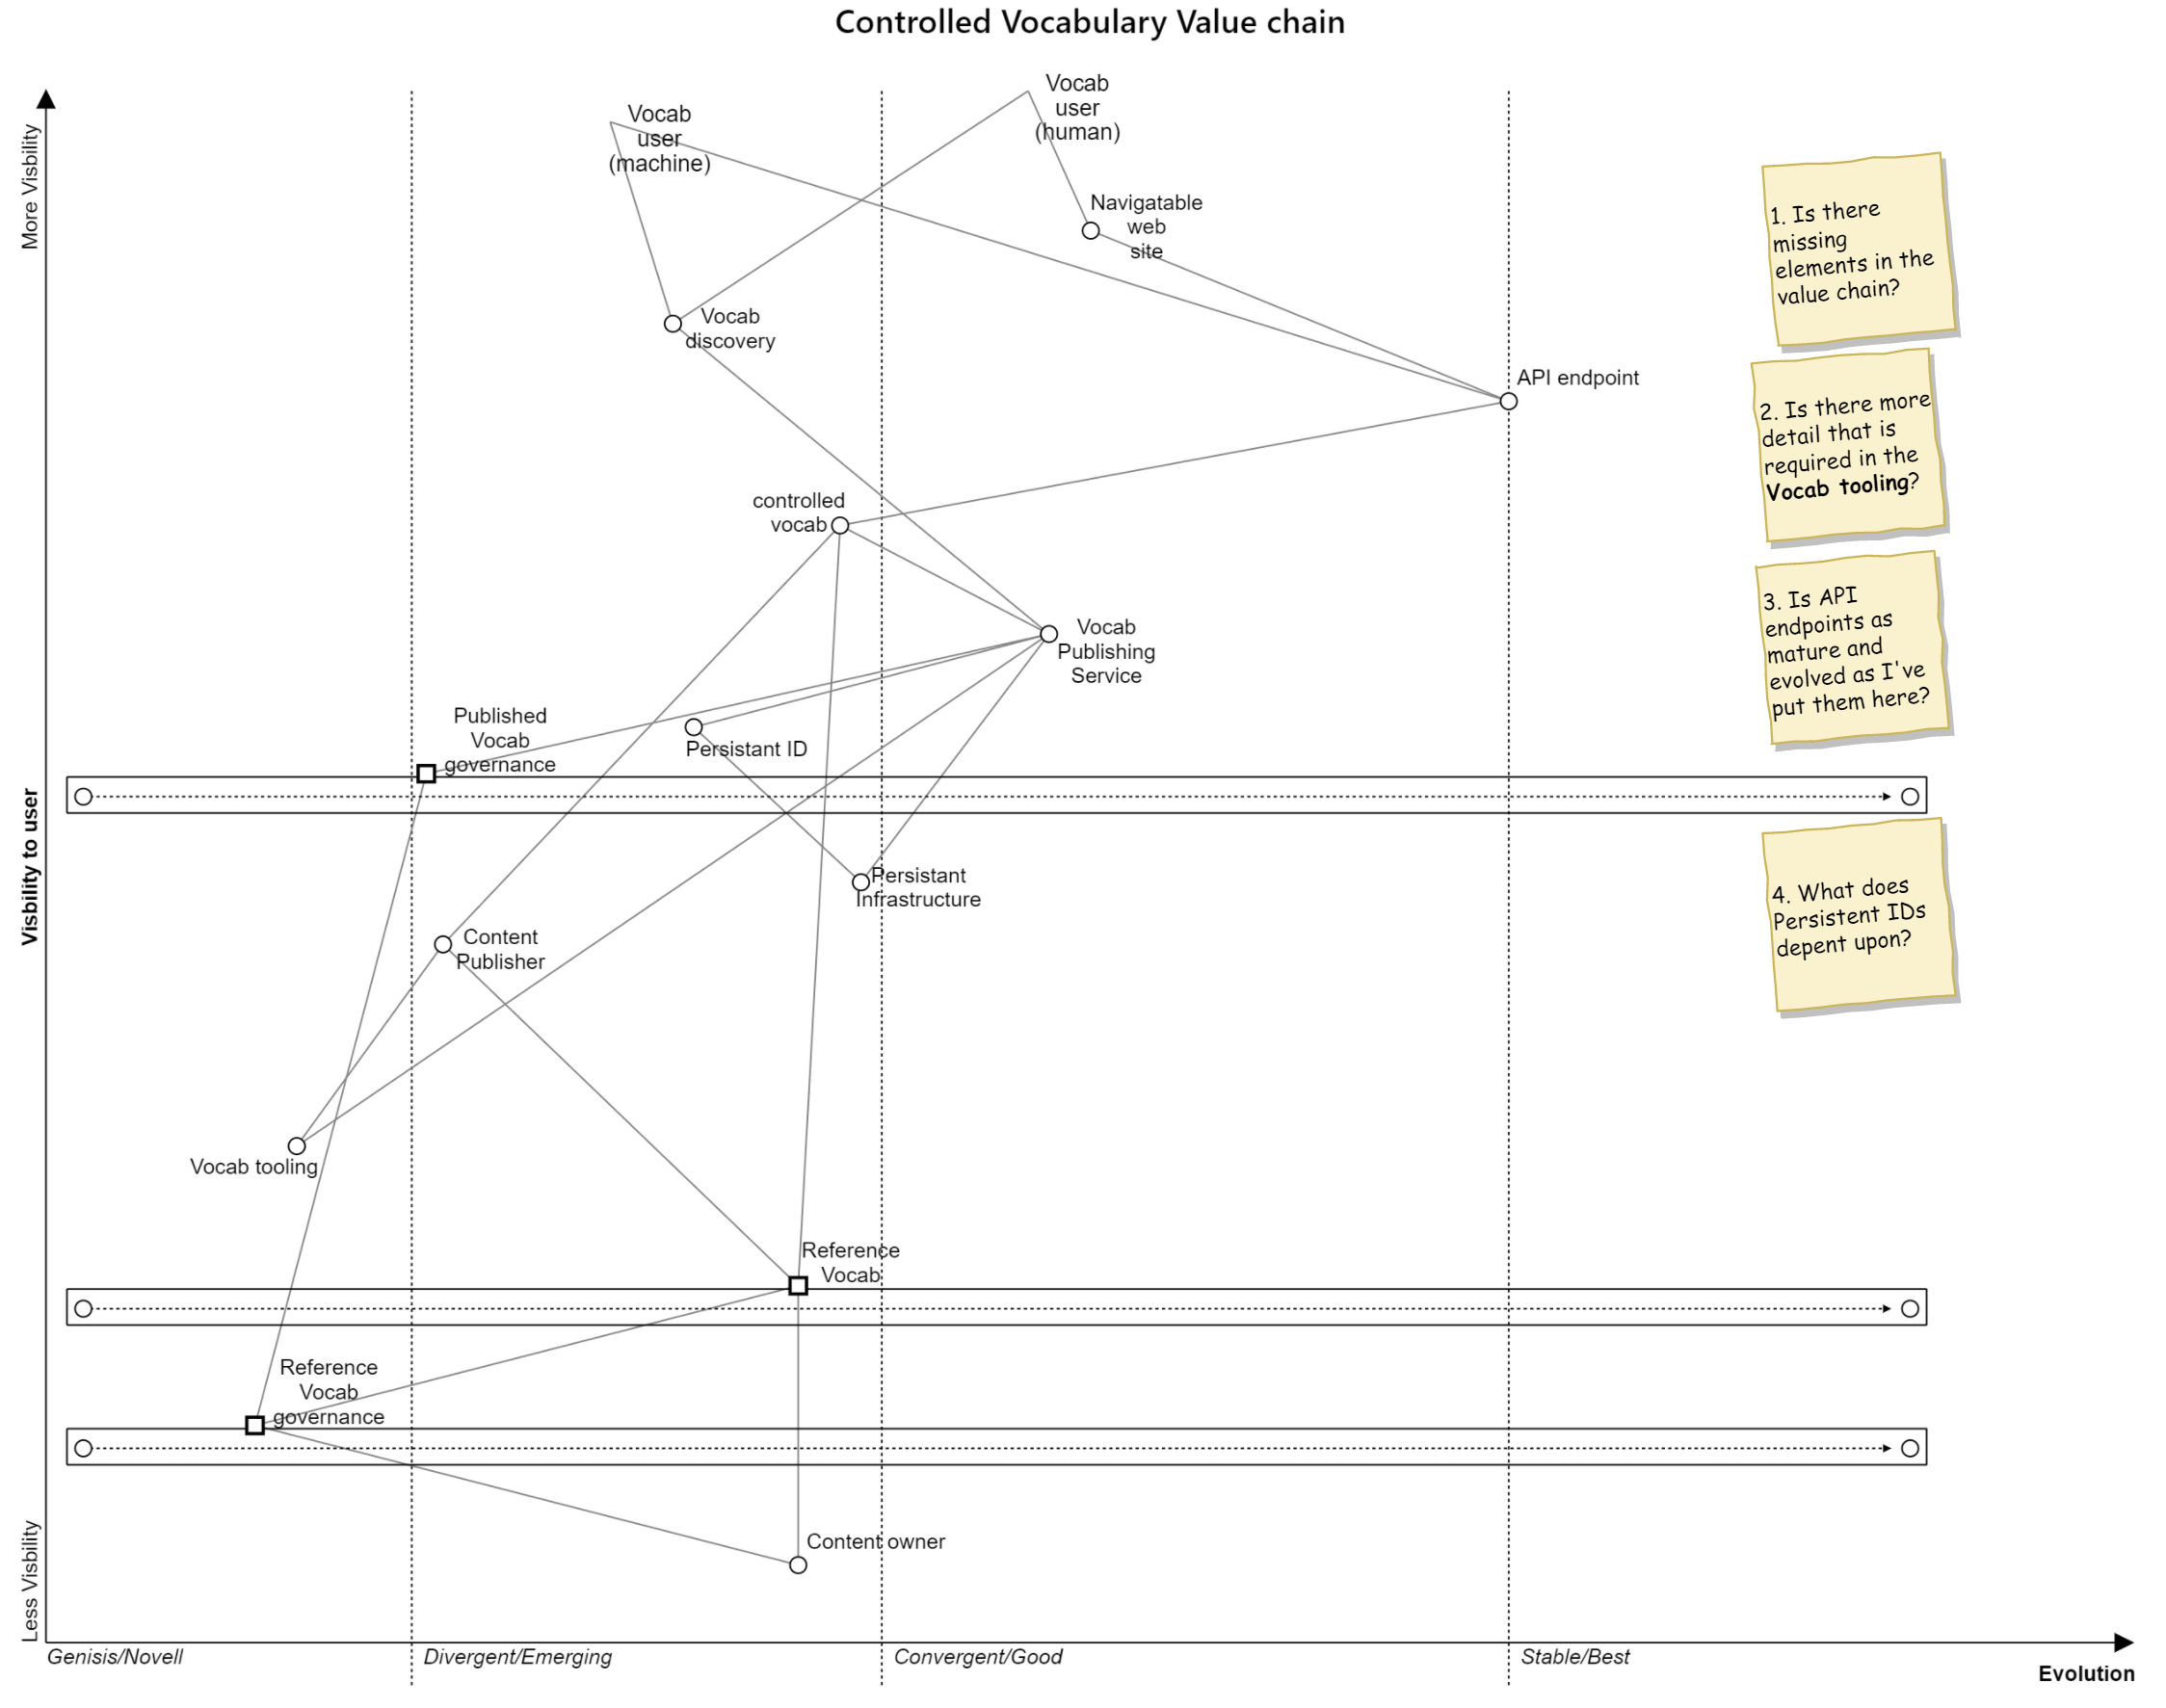 Controlled Vocabulary Value chain
More Visbility
Visbility to user
Less Visbility
Vocab
user
(machine)
Vocab
user
(human)
Navigatable
web
site
Vocab
discovery
API endpoint
controlled
vocab
Vocab
Publishing
Service
Published
Vocab
governance
Persistant ID
Persistant
Infrastructure
Content
Publisher
Vocab tooling
Reference
Vocab
Reference
Vocab
governance
Content owner
1. Is there
missing
elements in the
value chain?
2. Is there more
detail that is
required in the
Vocab tooling?
3. Is API
endpoints as
mature and
evolved as I've
put them here?
4. What does
Persistent IDs
depent upon?
Genisis/Novell
Divergent/Emerging
Convergent/Good
Stable/Best
Evolution